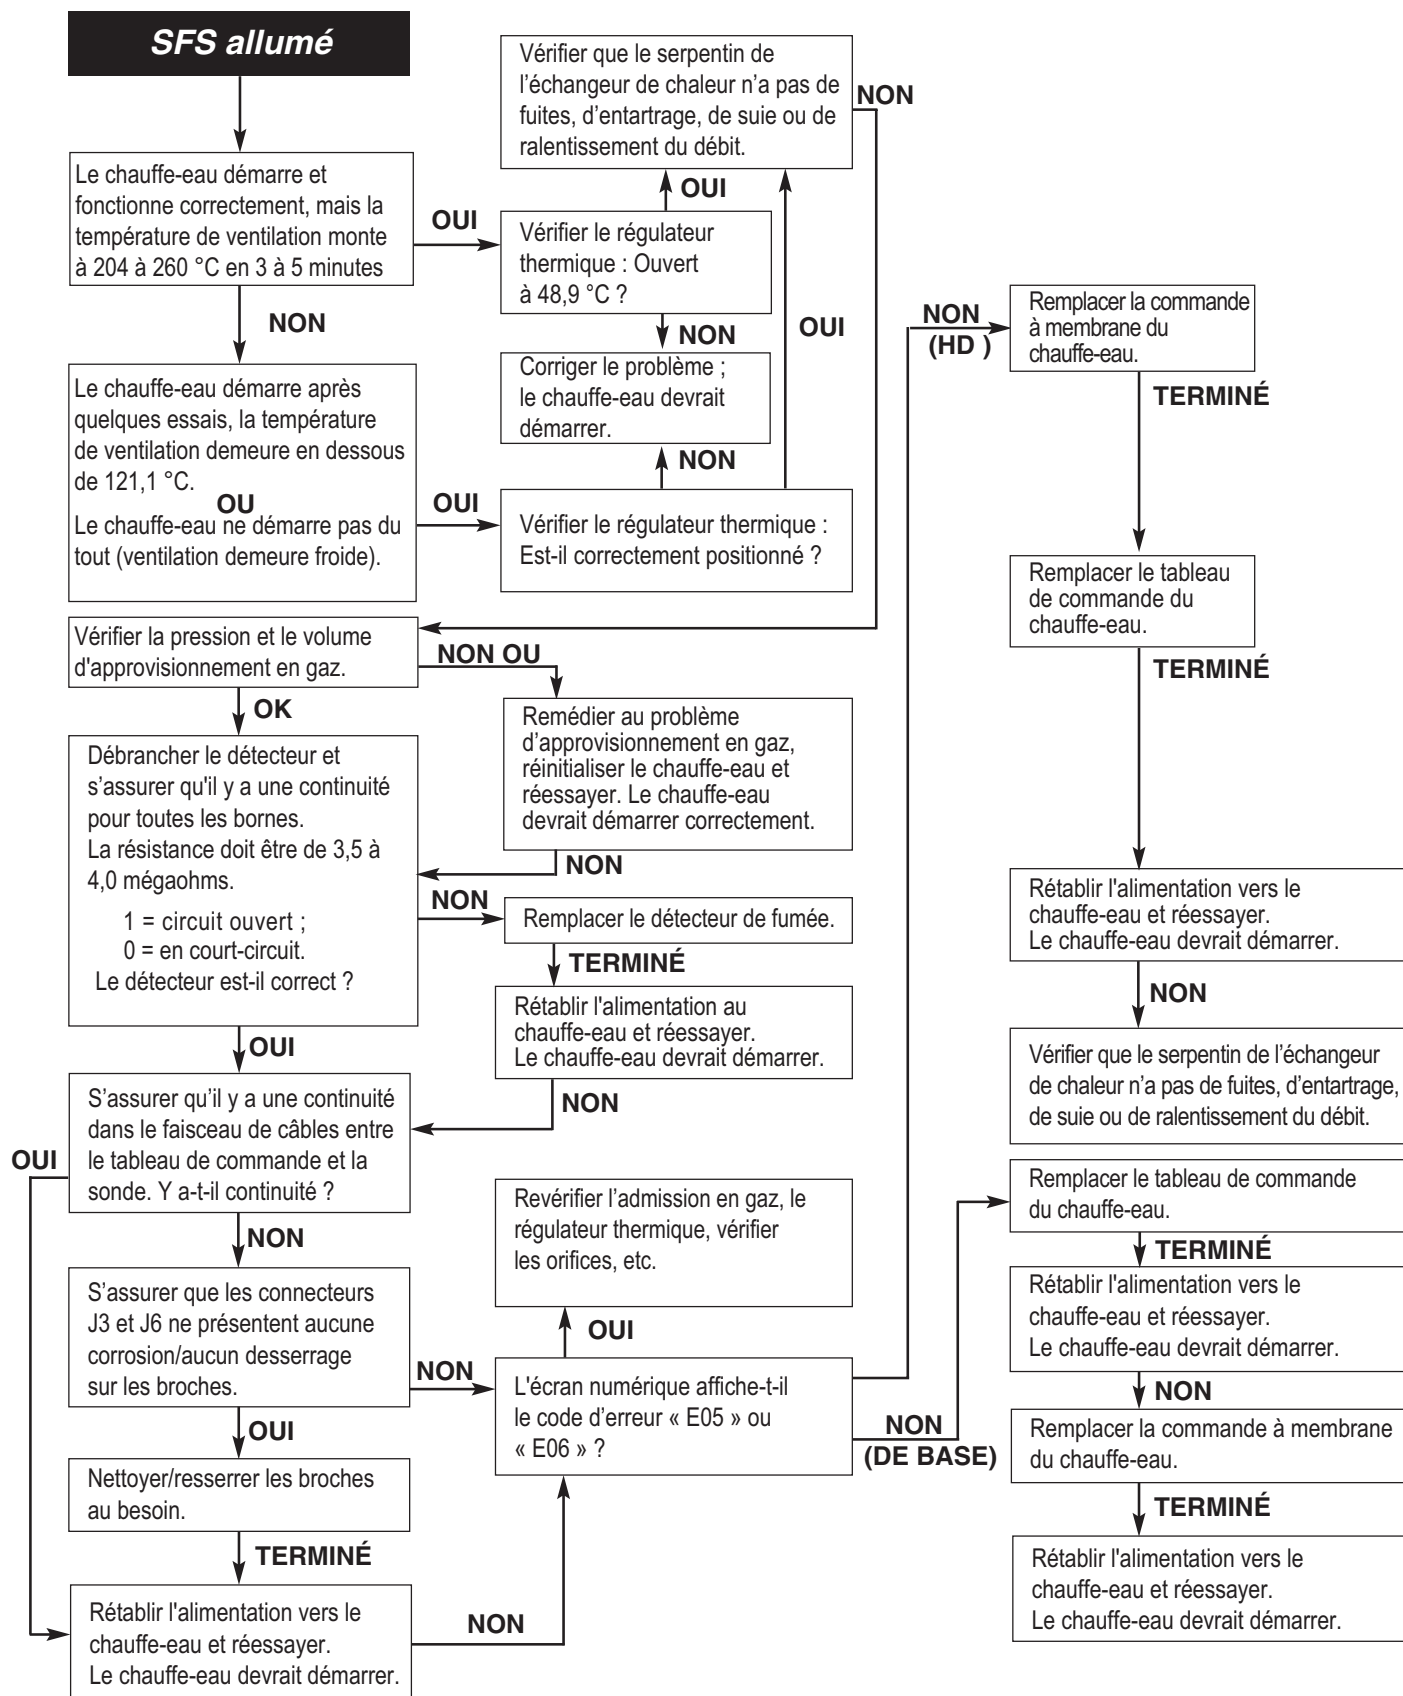 SFS allumé
Le chauffe-eau démarre et
fonctionne correctement, mais la
température de ventilation monte
à 204 à 260 °C en 3 à 5 minutes
OUI
NON
Vérifier que le serpentin de
l'échangeur de chaleur n'a pas de
fuites, d'entartrage, de suie ou de
ralentissement du débit.
NON
OUI
Vérifier le régulateur
thermique : Ouvert
à 48,9 °C ?
NON
OUI
Corriger le problème ;
le chauffe-eau devrait
démarrer.
NON
Le chauffe-eau démarre après
quelques essais, la température
de ventilation demeure en dessous
de 121,1 °C.
OU
Le chauffe-eau ne démarre pas du
tout (ventilation demeure froide).
OUI
Vérifier le régulateur thermique :
Est-il correctement positionné ?
Vérifier la pression et le volume
d'approvisionnement en gaz.
NON OU
OK
Remédier au problème
d'approvisionnement en gaz,
réinitialiser le chauffe-eau et
réessayer. Le chauffe-eau
devrait démarrer correctement.
NON
Débrancher le détecteur et
s'assurer qu'il y a une continuité
pour toutes les bornes.
La résistance doit être de 3,5 à
4,0 mégaohms.
1 = circuit ouvert ;
0 = en court-circuit.
Le détecteur est-il correct ?
NON
Remplacer le détecteur de fumée.
TERMINÉ
Rétablir l'alimentation au
chauffe-eau et réessayer.
Le chauffe-eau devrait démarrer.
NON
OUI
S'assurer qu'il y a une continuité
dans le faisceau de câbles entre
le tableau de commande et la
sonde. Y a-t-il continuité ?
OUI
NON
S'assurer que les connecteurs
J3 et J6 ne présentent aucune
corrosion/aucun desserrage
sur les broches.
NON
OUI
Nettoyer/resserrer les broches
au besoin.
TERMINÉ
Rétablir l'alimentation vers le
chauffe-eau et réessayer.
Le chauffe-eau devrait démarrer.
NON
Revérifier l'admission en gaz, le
régulateur thermique, vérifier
les orifices, etc.
OUI
L'écran numérique affiche-t-il
le code d'erreur « E05 » ou
« E06 » ?
NON
(DE BASE)
NON
(HD )
Remplacer la commande
à membrane du
chauffe-eau.
TERMINÉ
Remplacer le tableau
de commande du
chauffe-eau.
TERMINÉ
Rétablir l'alimentation vers le
chauffe-eau et réessayer.
Le chauffe-eau devrait démarrer.
NON
Vérifier que le serpentin de l'échangeur
de chaleur n'a pas de fuites, d'entartrage,
de suie ou de ralentissement du débit.
Remplacer le tableau de commande
du chauffe-eau.
TERMINÉ
Rétablir l'alimentation vers le
chauffe-eau et réessayer.
Le chauffe-eau devrait démarrer.
NON
Remplacer la commande à membrane
du chauffe-eau.
TERMINÉ
Rétablir l'alimentation vers le
chauffe-eau et réessayer.
Le chauffe-eau devrait démarrer.